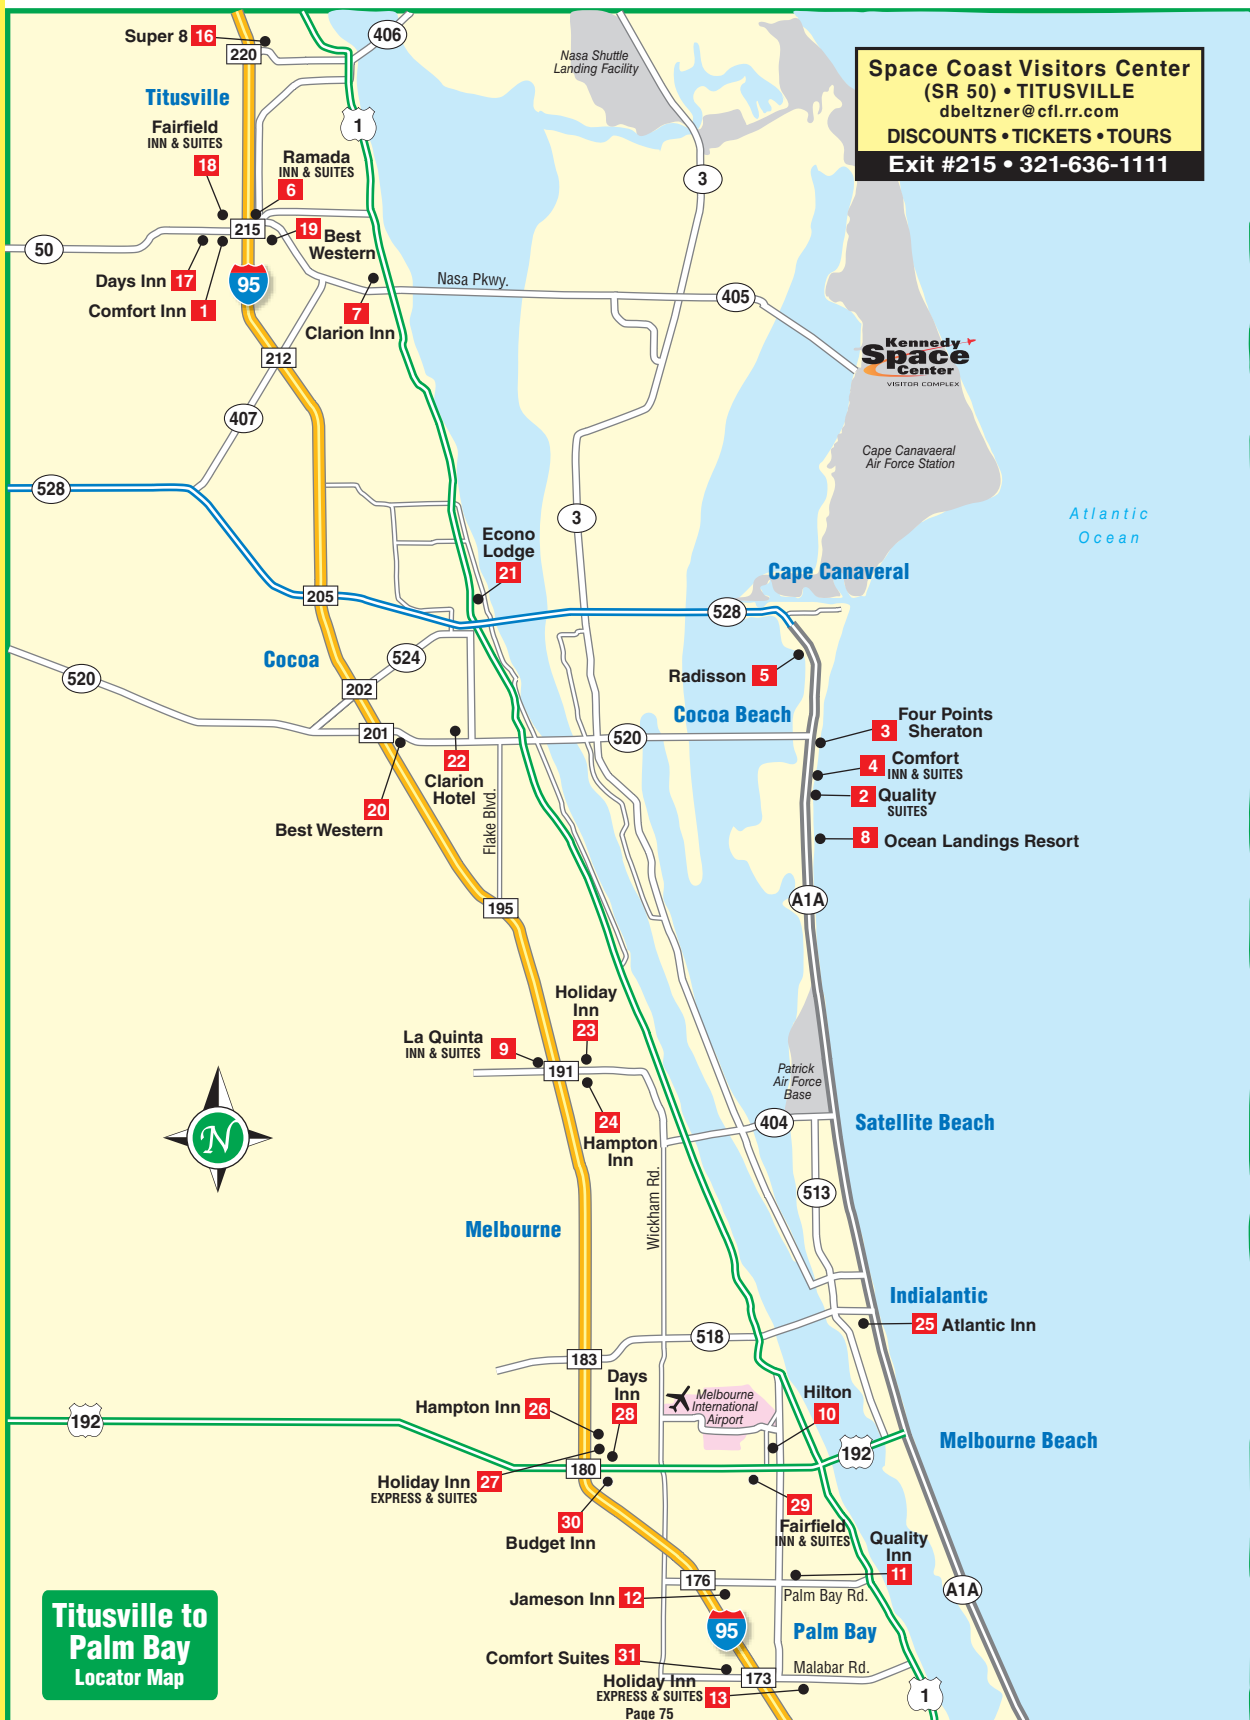 Super 8 16
220
406
Nasa Shuttle
Landing Facility
Space Coast Visitors Center
(SR 50) • TITUSVILLE
dbeltzner@cfl.rr.com
DISCOUNTS • TICKETS • TOURS
Exit #215 • 321-636-1111
Titusville
1
Fairfield
INN & SUITES
18
Ramada
INN & SUITES
6
3
50
215
19 Best
Western
Days Inn 17
95
Comfort Inn 1
7
Clarion Inn
Nasa Pkwy.
405
212
Kennedy
Space
Center
VISITOR COMPLEX
407
Cape Canavaeral
Air Force Station
528
3
Atlantic
Ocean
Econo
Lodge
21
Cape Canaveral
205
528
Cocoa
524
520
202
Radisson 5
Cocoa Beach
201
520
3 Four Points
Sheraton
22
Clarion
Hotel
4 Comfort
INN & SUITES
2 Quality
SUITES
20
Best Western
Flake Blvd.
8 Ocean Landings Resort
195
A1A
Holiday
Inn
23
La Quinta
INN & SUITES
9
191
Patrick
Air Force
Base
24
Hampton
Inn
404
Satellite Beach
N
Wickham Rd.
513
Melbourne
Indialantic
25 Atlantic Inn
518
183
Days
Inn
28
Hampton Inn 26
Melbourne
International
Airport
Hilton
10
192
192
Melbourne Beach
180
Holiday Inn 27
EXPRESS & SUITES
29
Fairfield
INN & SUITES
30
Budget Inn
Quality
Inn
11
176
A1A
Jameson Inn 12
Palm Bay Rd.
95
Palm Bay
Titusville to
Palm Bay
Locator Map
Comfort Suites 31
Malabar Rd.
173
Holiday Inn
EXPRESS & SUITES 13
Page 75
1